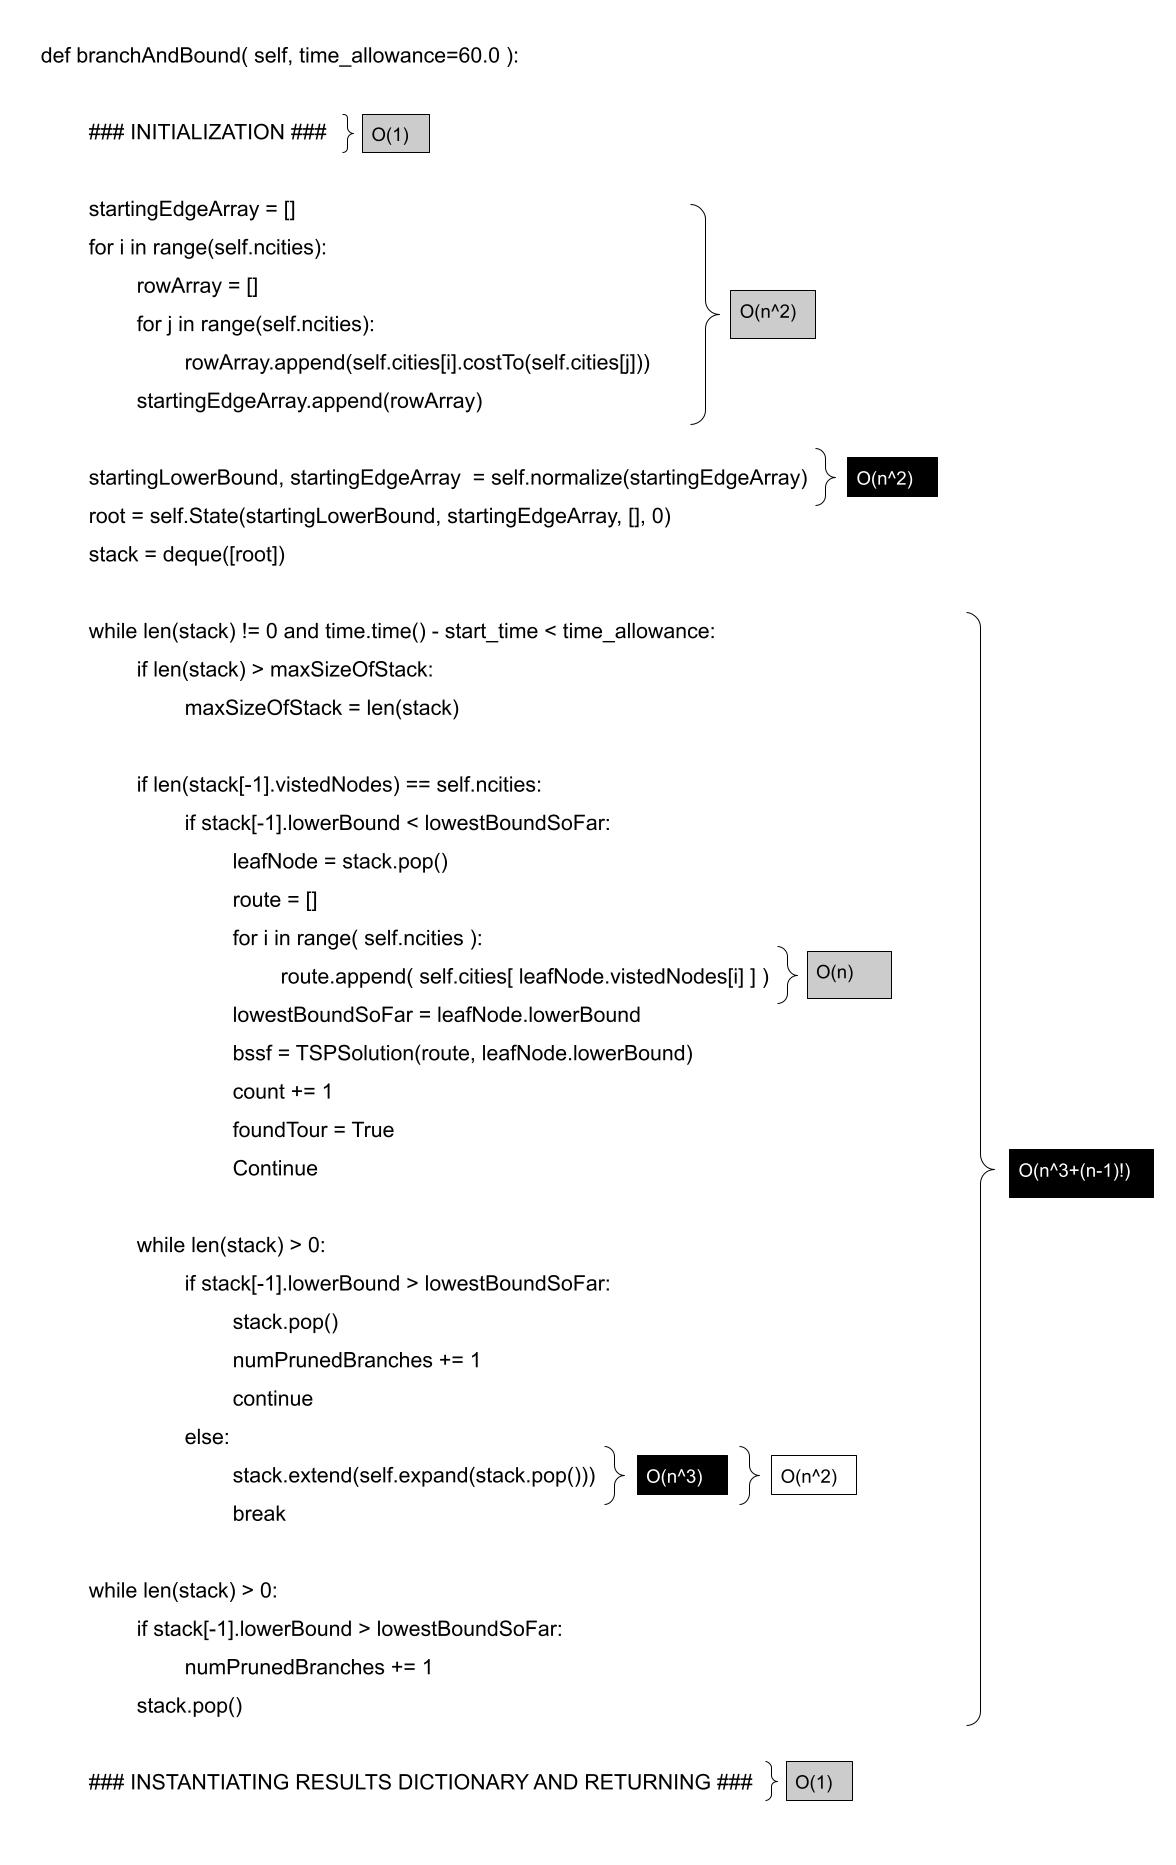 def branchAndBound( self, time_allowance=60.0 ):
### INITIALIZATION ### O(1)
startingEdgeArray = []
for i in range(self.ncities):
rowArray = []
for j in range(self.ncities):
O(n^2)
rowArray.append(self.cities[i].costTo(self.cities[j]))
startingEdgeArray.append(rowArray)
startingLowerBound, startingEdgeArray  = self.normalize(startingEdgeArray) O(n^2)
root = self.State(startingLowerBound, startingEdgeArray, [], 0)
stack = deque([root])
while len(stack) != 0 and time.time() - start_time < time_allowance:
if len(stack) > maxSizeOfStack:
maxSizeOfStack = len(stack)
if len(stack[-1].vistedNodes) == self.ncities:
if stack[-1].lowerBound < lowestBoundSoFar:
leafNode = stack.pop()
route = []
for i in range( self.ncities ):
route.append( self.cities[ leafNode.vistedNodes[i] ] ) O(n)
lowestBoundSoFar = leafNode.lowerBound
bssf = TSPSolution(route, leafNode.lowerBound)
count += 1
foundTour = True
Continue
O(n^3+(n-1)!)
while len(stack) > 0:
if stack[-1].lowerBound > lowestBoundSoFar:
stack.pop()
numPrunedBranches += 1
continue
else:
stack.extend(self.expand(stack.pop())) O(n^3) O(n^2)
break
while len(stack) > 0:
if stack[-1].lowerBound > lowestBoundSoFar:
numPrunedBranches += 1
stack.pop()
### INSTANTIATING RESULTS DICTIONARY AND RETURNING ### O(1)